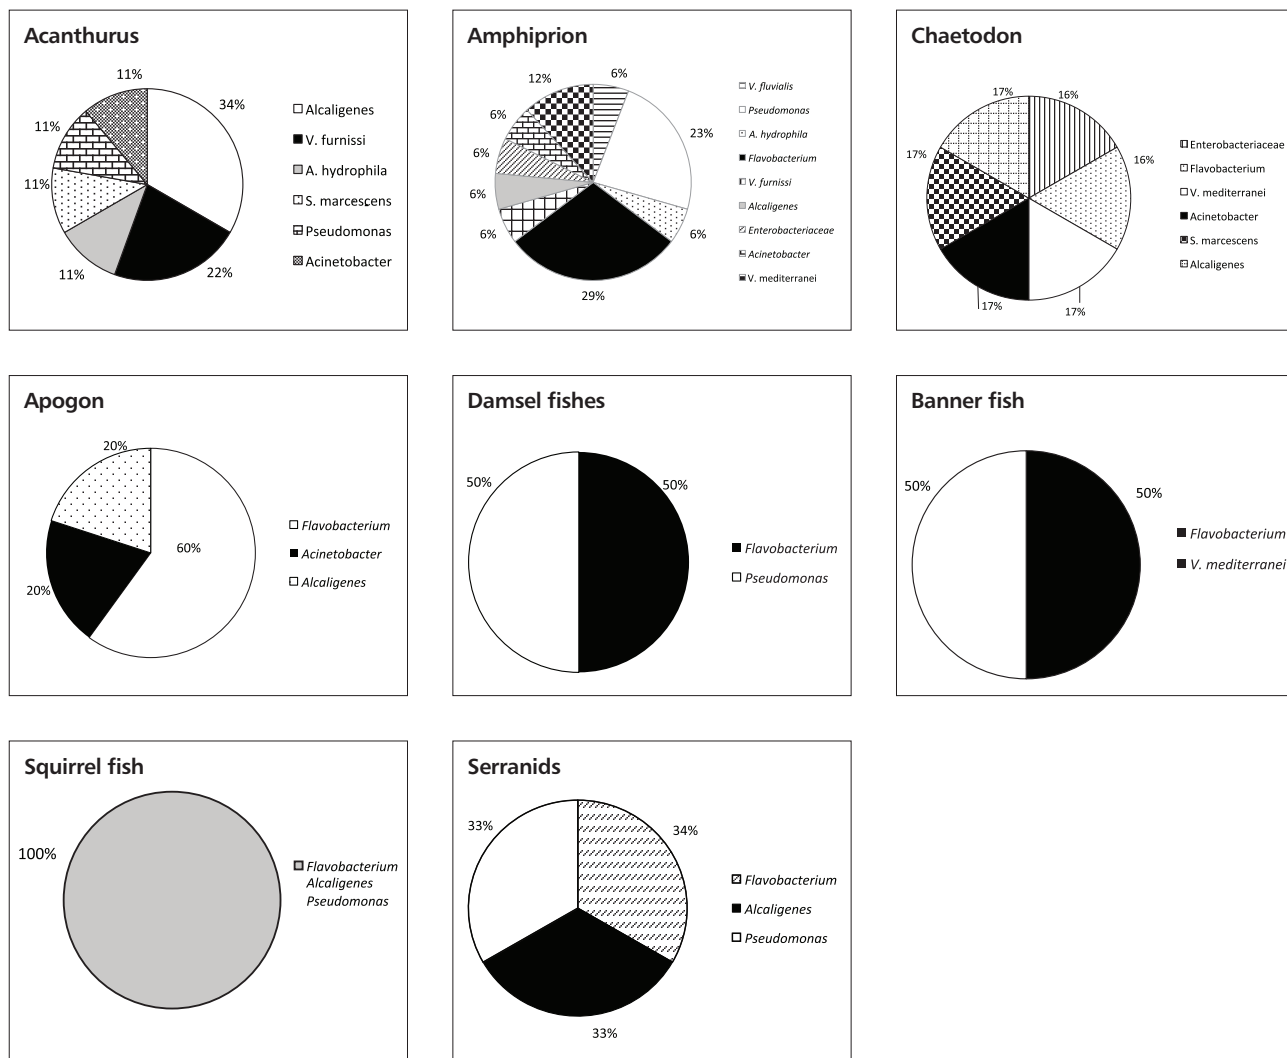 Acanthurus
11%
34%
11%
11%
11%
22%
Alcaligenes
V. furnissi
A. hydrophila
S. marcescens
Pseudomonas
Acinetobacter
Amphiprion
12%
6%
6%
23%
6%
6%
6%
6%
29%
V. fluvialis
Pseudomonas
A. hydrophila
Flavobacterium
V. furnissi
Alcaligenes
Enterobacteriaceae
Acinetobacter
V. mediterranei
Chaetodon
17%
16%
17%
16%
17%
17%
Enterobacteriaceae
Flavobacterium
V. mediterranei
Acinetobacter
S. marcescens
Alcaligenes
Apogon
20%
60%
20%
Flavobacterium
Acinetobacter
Alcaligenes
Damsel fishes
50%
50%
Flavobacterium
Pseudomonas
Banner fish
50%
50%
Flavobacterium
V. mediterranei
Squirrel fish
100%
Flavobacterium
Alcaligenes
Pseudomonas
Serranids
33%
34%
33%
Flavobacterium
Alcaligenes
Pseudomonas